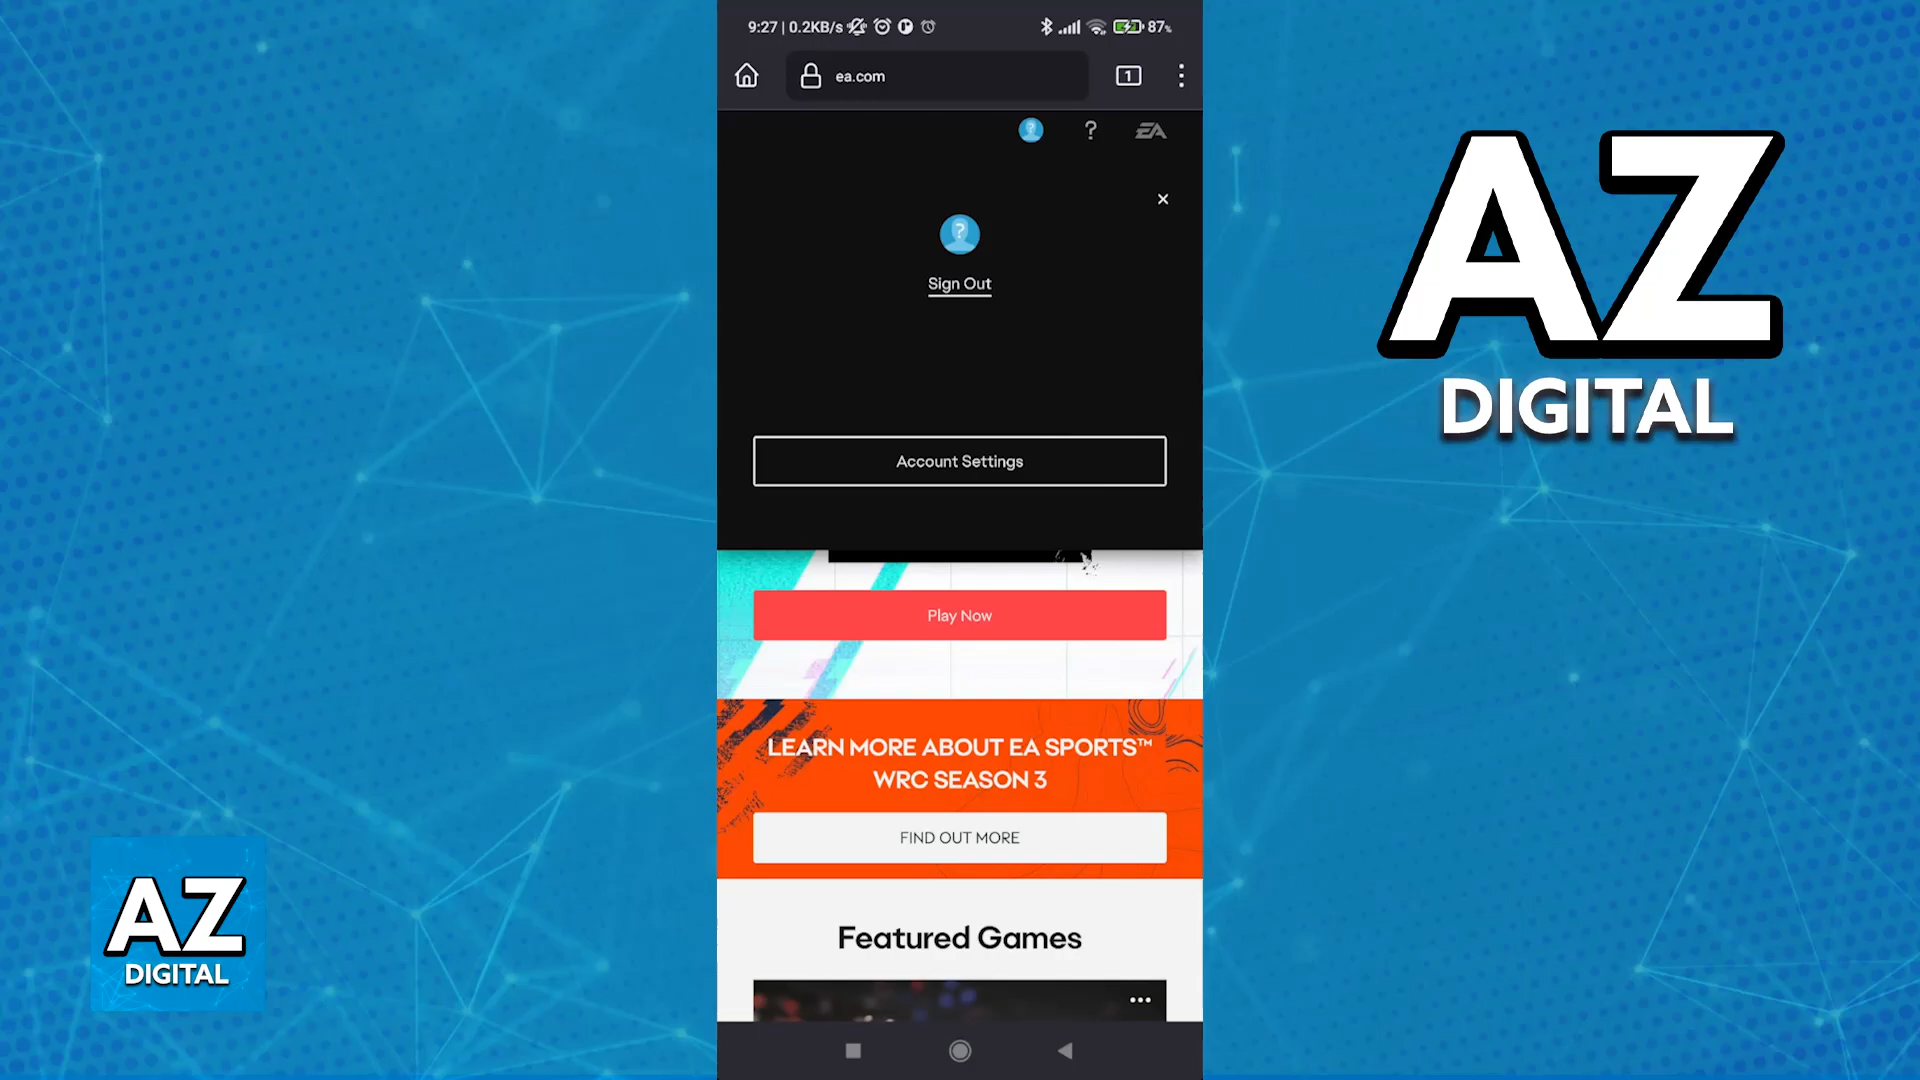 9:27 | 0.2KB/s
87%
ea.com
1
?
EA
×
?
Sign Out
Account Settings
Play Now
LEARN MORE ABOUT EA SPORTS™
WRC SEASON 3
FIND OUT MORE
Featured Games
AZ
DIGITAL
AZ
DIGITAL